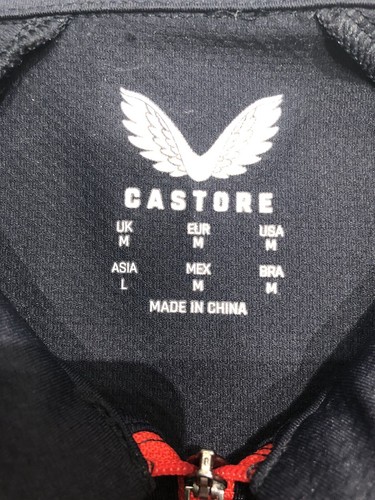 CASTORE
UK EUR USA
M M M
ASIA MEX BRA
L M M
MADE IN CHINA